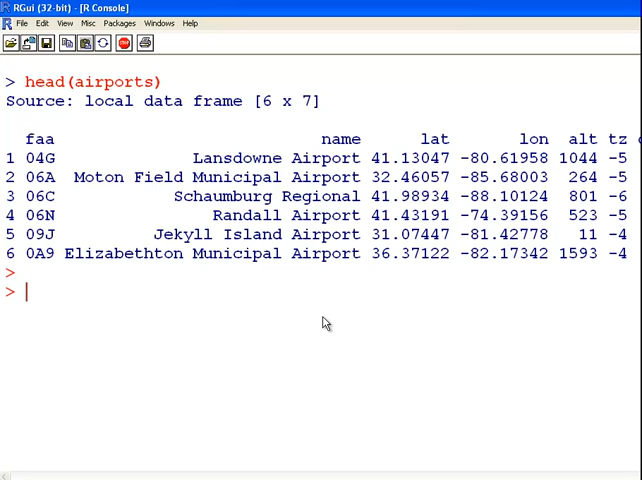 RGui (32-bit) - [R Console]
File Edit View Misc Packages Windows Help
> head(airports)
Source: local data frame [6 x 7]
faa name lat lon alt tz
1 04G Lansdowne Airport 41.13047 -80.61958 1044 -5
2 06A Moton Field Municipal Airport 32.46057 -85.68003 264 -5
3 06C Schaumburg Regional 41.98934 -88.10124 801 -6
4 06N Randall Airport 41.43191 -74.39156 523 -5
5 09J Jekyll Island Airport 31.07447 -81.42778 11 -4
6 0A9 Elizabethton Municipal Airport 36.37122 -82.17342 1593 -4
>
>